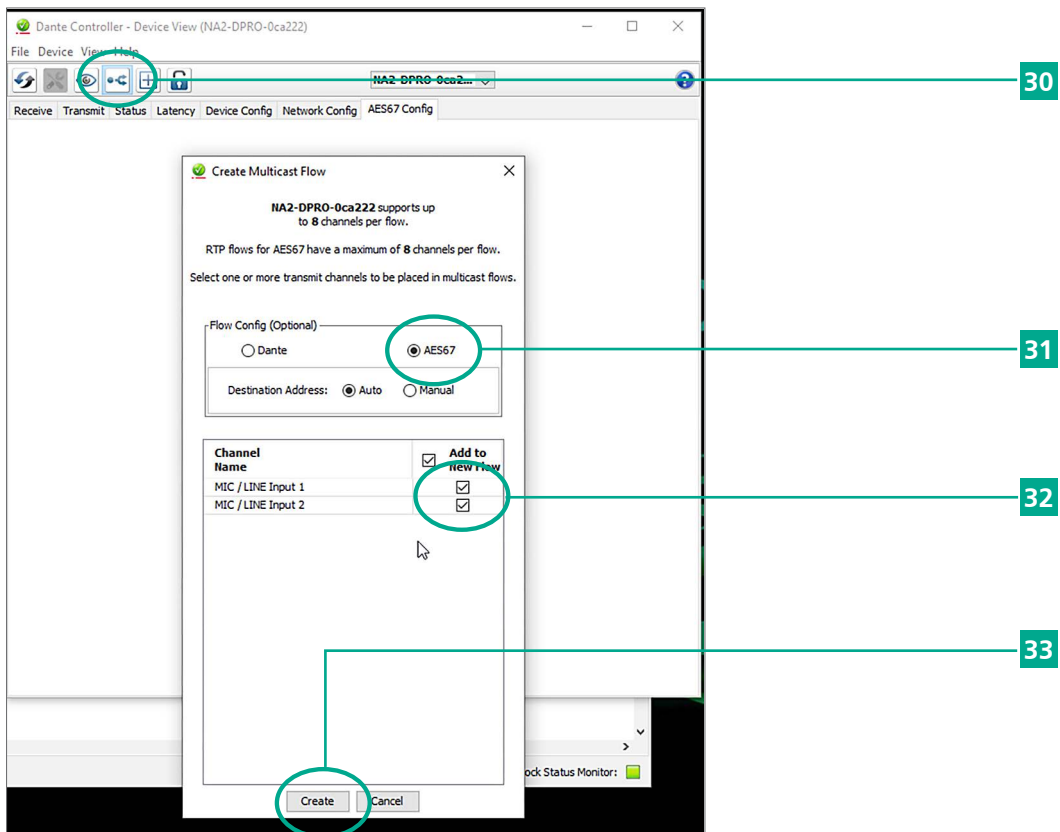 Dante Controller - Device View (NA2-DPRO-0ca222)
File Device View Help
NA2-DPRO-0ca2...
30
Receive Transmit Status Latency Device Config Network Config AES67 Config
Create Multicast Flow
NA2-DPRO-0ca222 supports up
to 8 channels per flow.
RTP flows for AES67 have a maximum of 8 channels per flow.
Select one or more transmit channels to be placed in multicast flows.
Flow Config (Optional)
Dante AES67
31
Destination Address: Auto Manual
Channel
Name
Add to
New Flow
MIC / LINE Input 1
32
MIC / LINE Input 2
33
ock Status Monitor:
Create Cancel